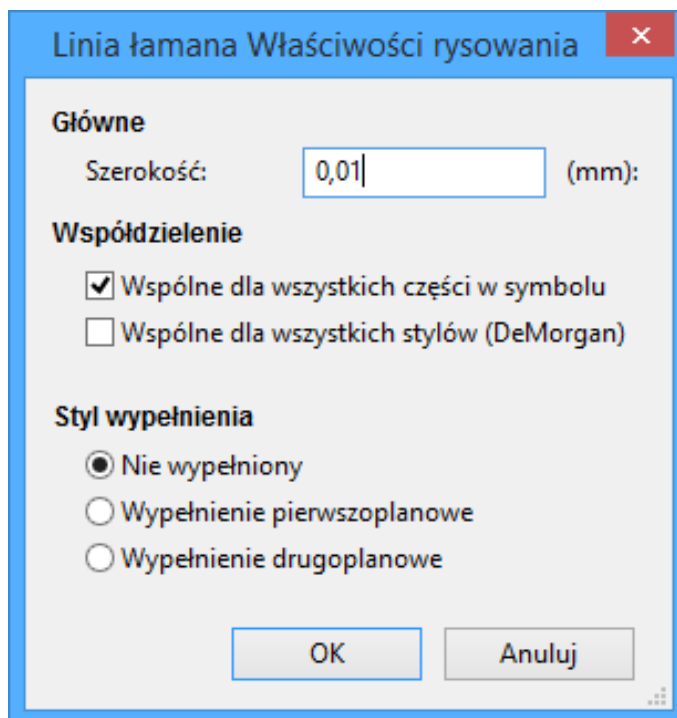 Linia łamana Właściwości rysowania
Główne
Szerokość: 0,01 (mm):
Współdzielenie
Wspólne dla wszystkich części w symbolu
Wspólne dla wszystkich stylów (DeMorgan)
Styl wypełnienia
Nie wypełniony
Wypełnienie pierwszoplanowe
Wypełnienie drugoplanowe
OK Anuluj